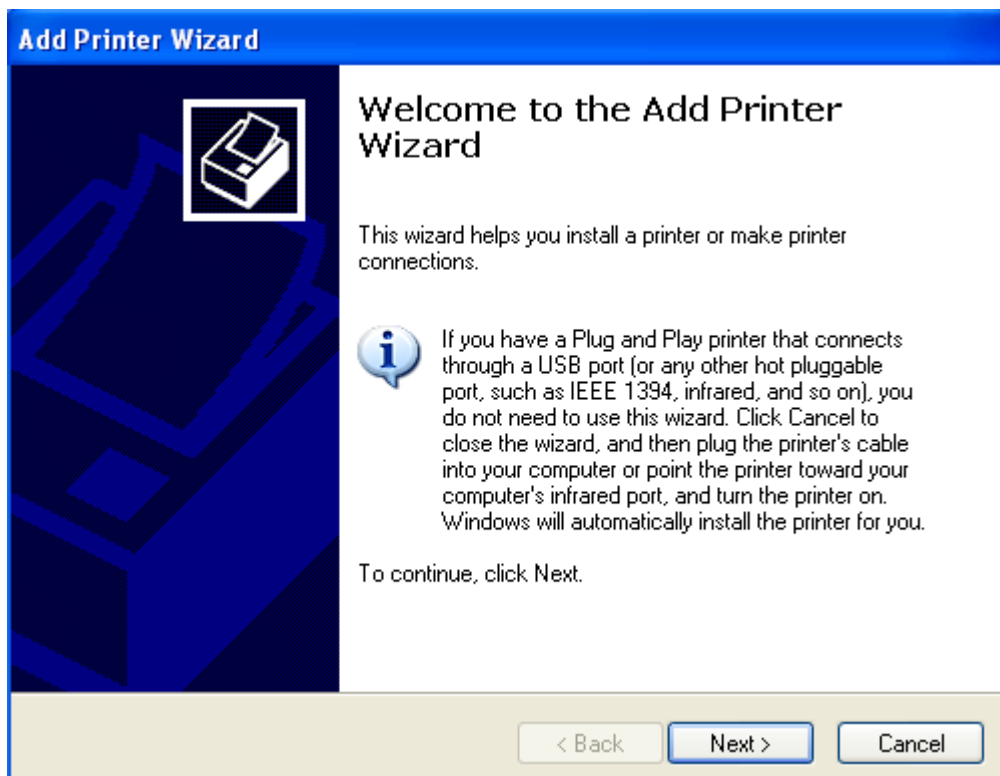 Add Printer Wizard
Welcome to the Add Printer
Wizard
This wizard helps you install a printer or make printer
connections.
If you have a Plug and Play printer that connects
through a USB port (or any other hot pluggable
port, such as IEEE 1394, infrared, and so on), you
do not need to use this wizard. Click Cancel to
close the wizard, and then plug the printer's cable
into your computer or point the printer toward your
computer's infrared port, and turn the printer on.
Windows will automatically install the printer for you.
To continue, click Next.
< Back
Next >
Cancel